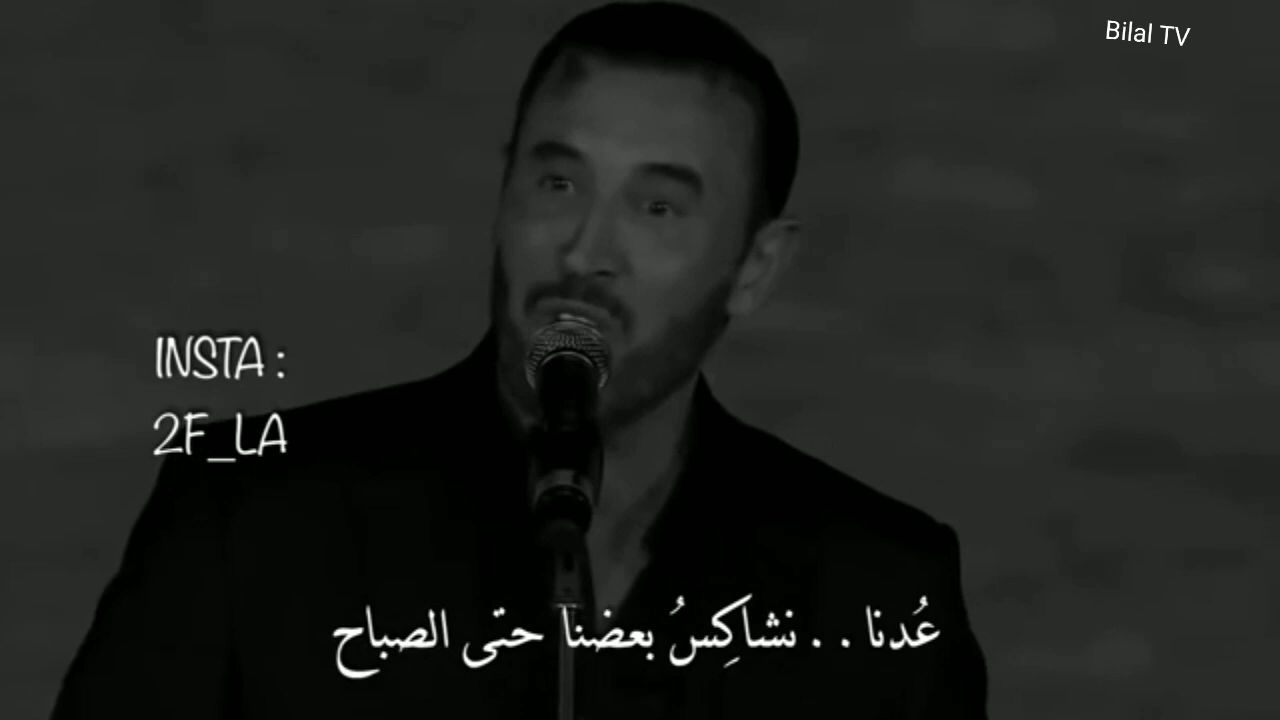 Bilal TV
INSTA :
2F_LA
عُدنا . . نشاكِسُ بعضنا حتى الصباح